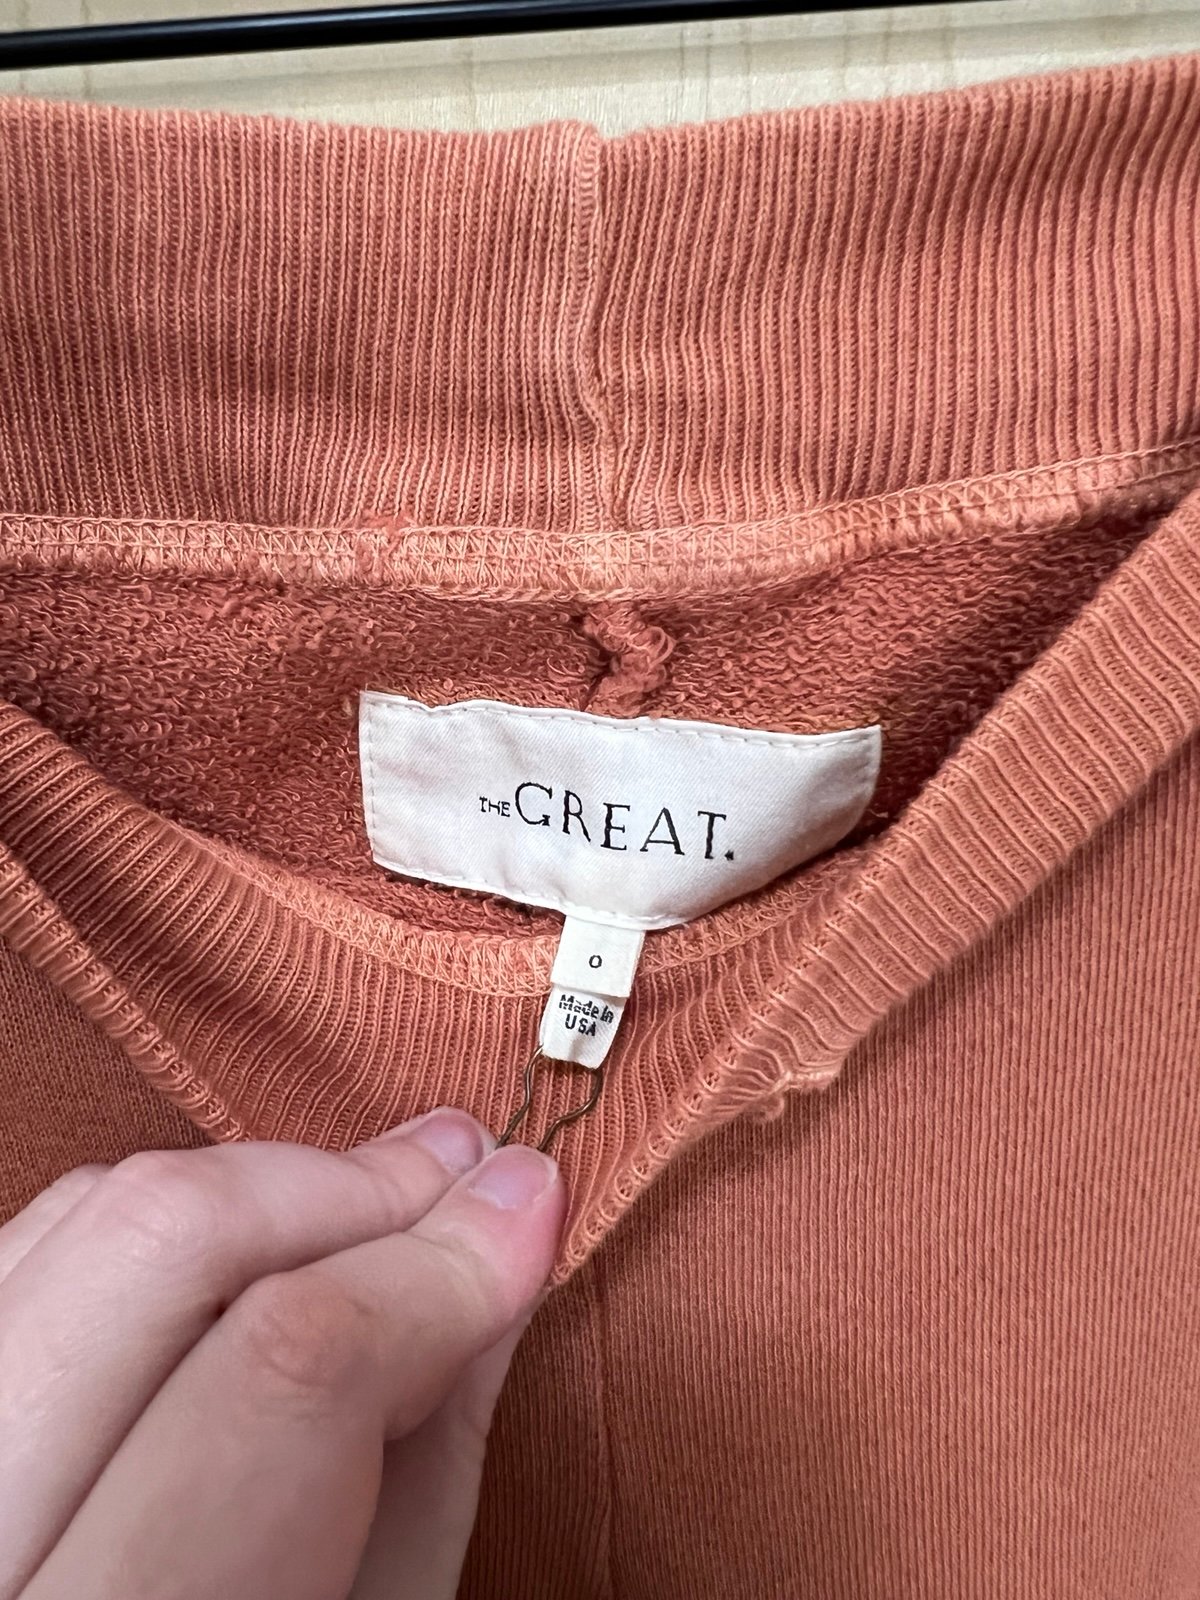 THE GREAT.
0
Made in
USA